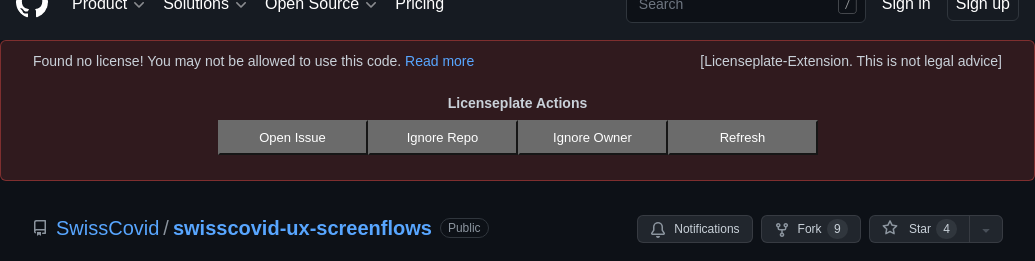 Product Solutions Open Source Pricing Search / Sign in Sign up
Found no license! You may not be allowed to use this code. Read more [Licenseplate-Extension. This is not legal advice]
Licenseplate Actions
Open Issue Ignore Repo Ignore Owner Refresh
SwissCovid / swisscovid-ux-screenflows Public Notifications Fork 9 Star 4